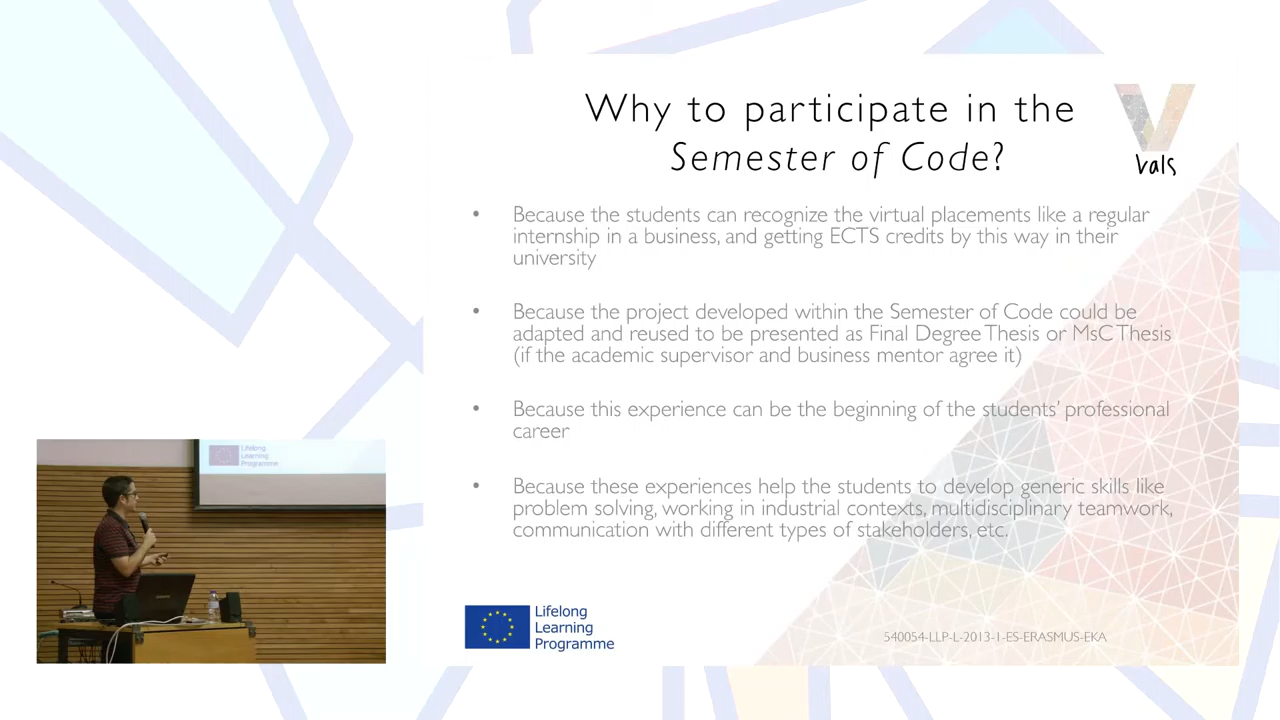 Why to participate in the
Semester of Code?
Vals
• Because the students can recognize the virtual placements like a regular
internship in a business, and getting ECTS credits by this way in their
university
• Because the project developed within the Semester of Code could be
adapted and reused to be presented as Final Degree Thesis or MsC Thesis
(if the academic supervisor and business mentor agree it)
• Because this experience can be the beginning of the students' professional
career
• Because these experiences help the students to develop generic skills like
problem solving, working in industrial contexts, multidisciplinary teamwork,
communication with different types of stakeholders, etc.
Lifelong
Learning
Programme
540054-LLP-L-2013-1-ES-ERASMUS-EKA
Lifelong
Learning
Programme